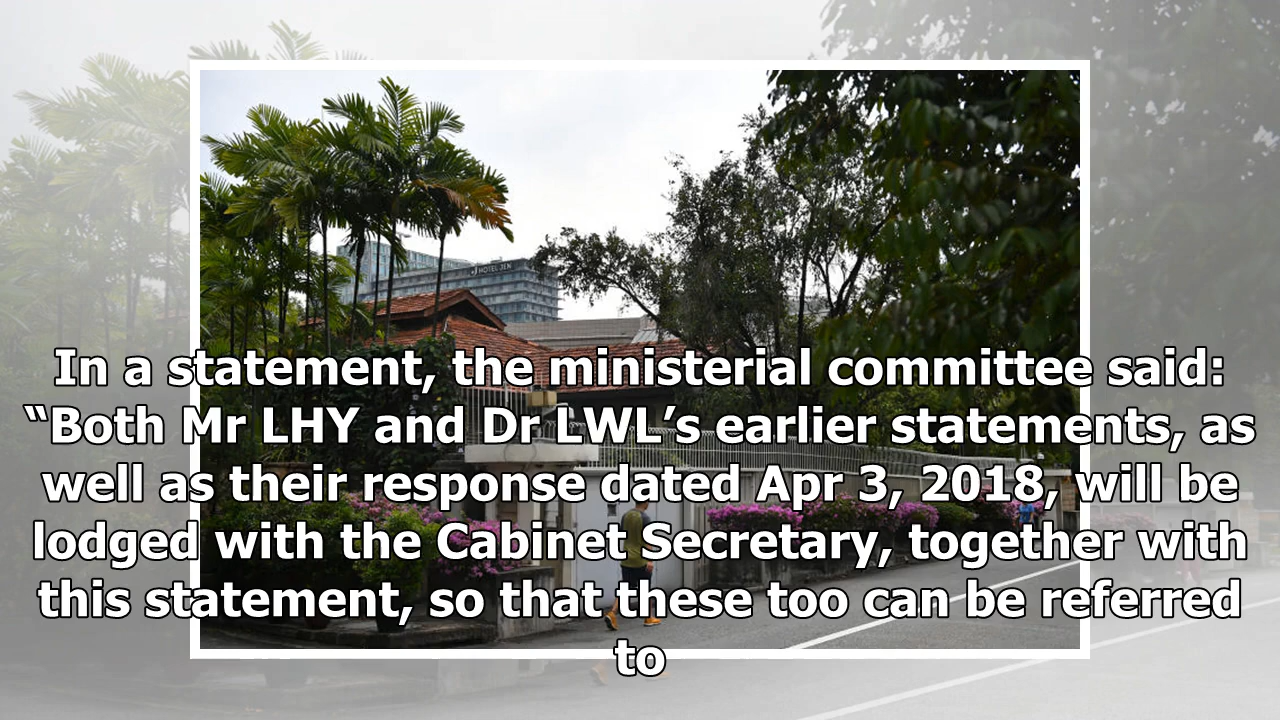 HOTEL JEN
In a statement, the ministerial committee said:
“Both Mr LHY and Dr LWL’s earlier statements, as
well as their response dated Apr 3, 2018, will be
lodged with the Cabinet Secretary, together with
this statement, so that these too can be referred
to